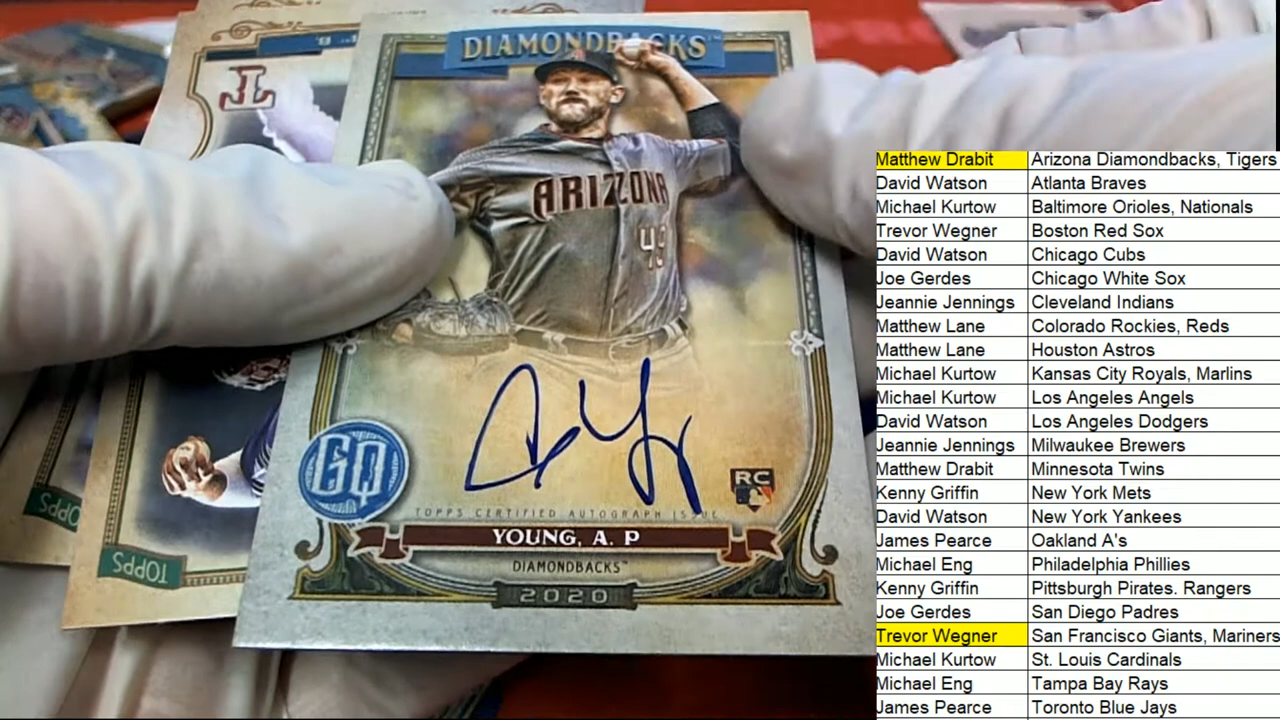 DIAMONDBACKS™
ARIZONA
49
GQ
RC
TOPPS CERTIFIED AUTOGRAPH ISSUE
YOUNG, A. P
DIAMONDBACKS™
2020
TOPPS
TOPPS
Matthew Drabit Arizona Diamondbacks, Tigers
David Watson Atlanta Braves
Michael Kurtow Baltimore Orioles, Nationals
Trevor Wegner Boston Red Sox
David Watson Chicago Cubs
Joe Gerdes Chicago White Sox
Jeannie Jennings Cleveland Indians
Matthew Lane Colorado Rockies, Reds
Matthew Lane Houston Astros
Michael Kurtow Kansas City Royals, Marlins
Michael Kurtow Los Angeles Angels
David Watson Los Angeles Dodgers
Jeannie Jennings Milwaukee Brewers
Matthew Drabit Minnesota Twins
Kenny Griffin New York Mets
David Watson New York Yankees
James Pearce Oakland A's
Michael Eng Philadelphia Phillies
Kenny Griffin Pittsburgh Pirates. Rangers
Joe Gerdes San Diego Padres
Trevor Wegner San Francisco Giants, Mariners
Michael Kurtow St. Louis Cardinals
Michael Eng Tampa Bay Rays
James Pearce Toronto Blue Jays